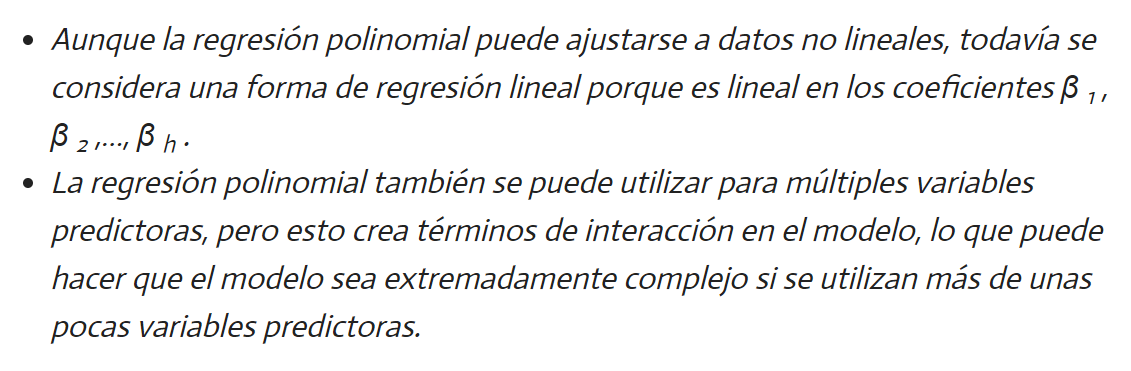 • Aunque la regresión polinomial puede ajustarse a datos no lineales, todavía se
considera una forma de regresión lineal porque es lineal en los coeficientes β 1 ,
β 2 ,…, β h .
• La regresión polinomial también se puede utilizar para múltiples variables
predictoras, pero esto crea términos de interacción en el modelo, lo que puede
hacer que el modelo sea extremadamente complejo si se utilizan más de unas
pocas variables predictoras.